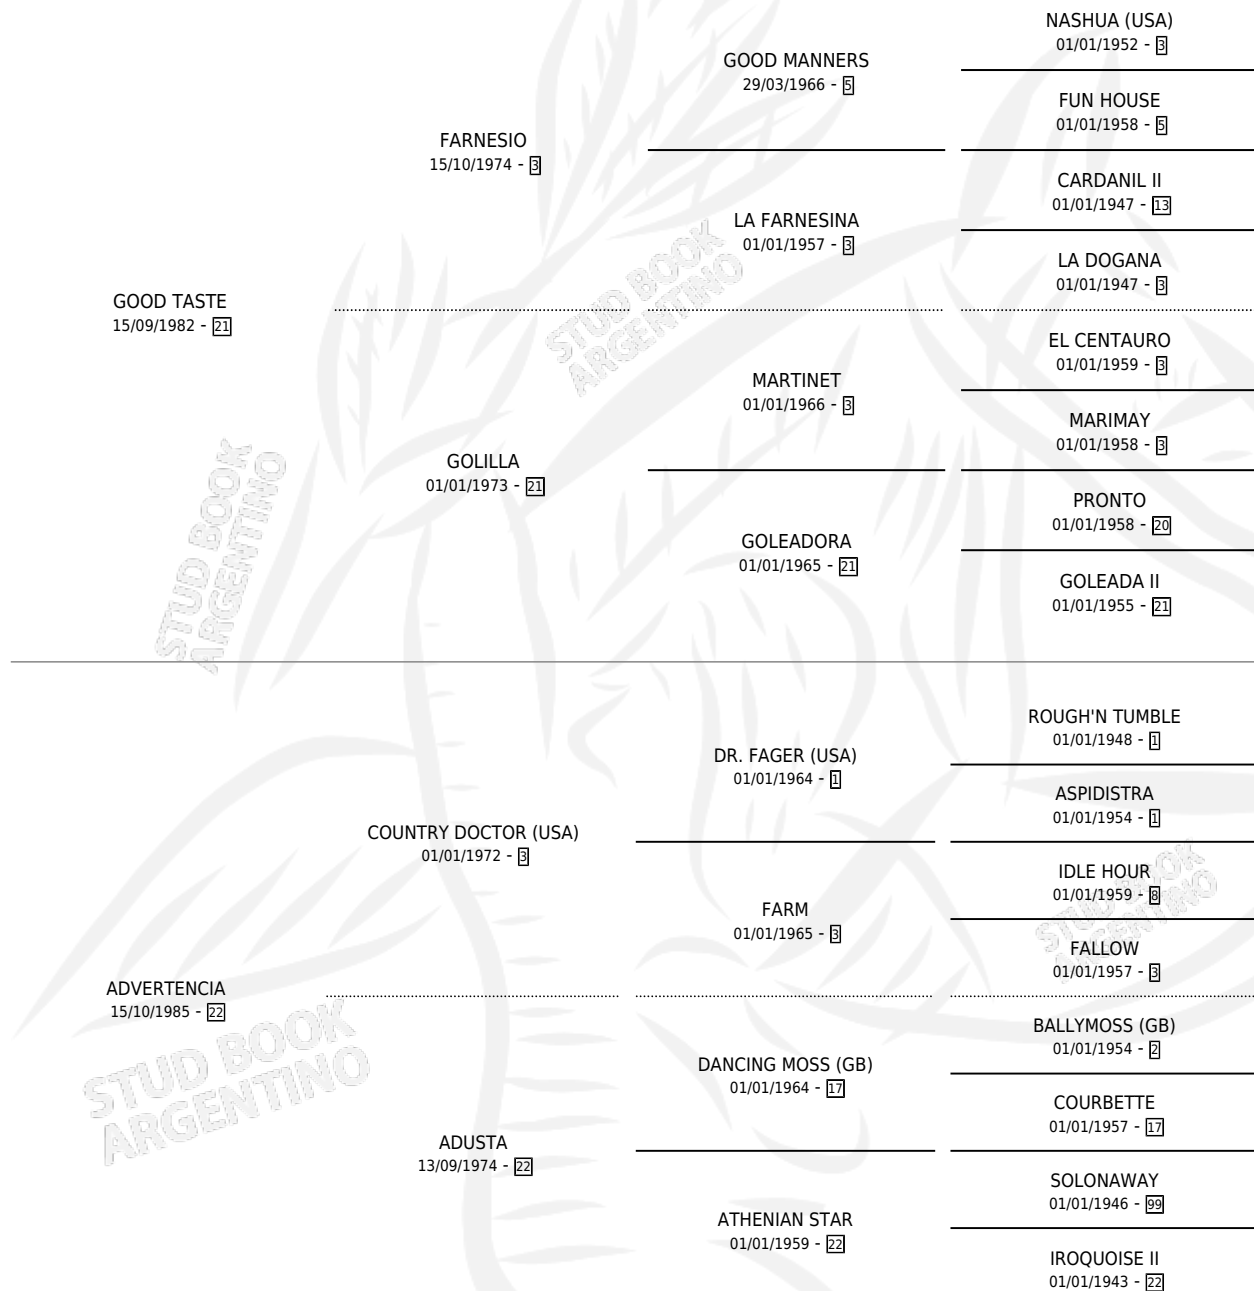 NASHUA (USA)
01/01/1952 - 3
GOOD MANNERS
29/03/1966 - 5
FUN HOUSE
01/01/1958 - 5
FARNESIO
15/10/1974 - 3
CARDANIL II
01/01/1947 - 13
LA FARNESINA
01/01/1957 - 3
LA DOGANA
01/01/1947 - 3
GOOD TASTE
15/09/1982 - 21
STUD BOOK
ARGENTINO
EL CENTAURO
01/01/1959 - 3
MARTINET
01/01/1966 - 3
MARIMAY
01/01/1958 - 3
GOLILLA
01/01/1973 - 21
PRONTO
01/01/1958 - 20
GOLEADORA
01/01/1965 - 21
GOLEADA II
01/01/1955 - 21
STUD BOOK
ARGENTINO
ROUGH'N TUMBLE
01/01/1948 - 1
DR. FAGER (USA)
01/01/1964 - 1
ASPIDISTRA
01/01/1954 - 1
COUNTRY DOCTOR (USA)
01/01/1972 - 3
IDLE HOUR
01/01/1959 - 8
FARM
01/01/1965 - 3
FALLOW
01/01/1957 - 3
STUD BOOK
ARGENTINO
ADVERTENCIA
15/10/1985 - 22
BALLYMOSS (GB)
01/01/1954 - 2
DANCING MOSS (GB)
01/01/1964 - 17
COURBETTE
01/01/1957 - 17
STUD BOOK
ARGENTINO
ADUSTA
13/09/1974 - 22
SOLONAWAY
01/01/1946 - 99
ATHENIAN STAR
01/01/1959 - 22
IROQUOISE II
01/01/1943 - 22